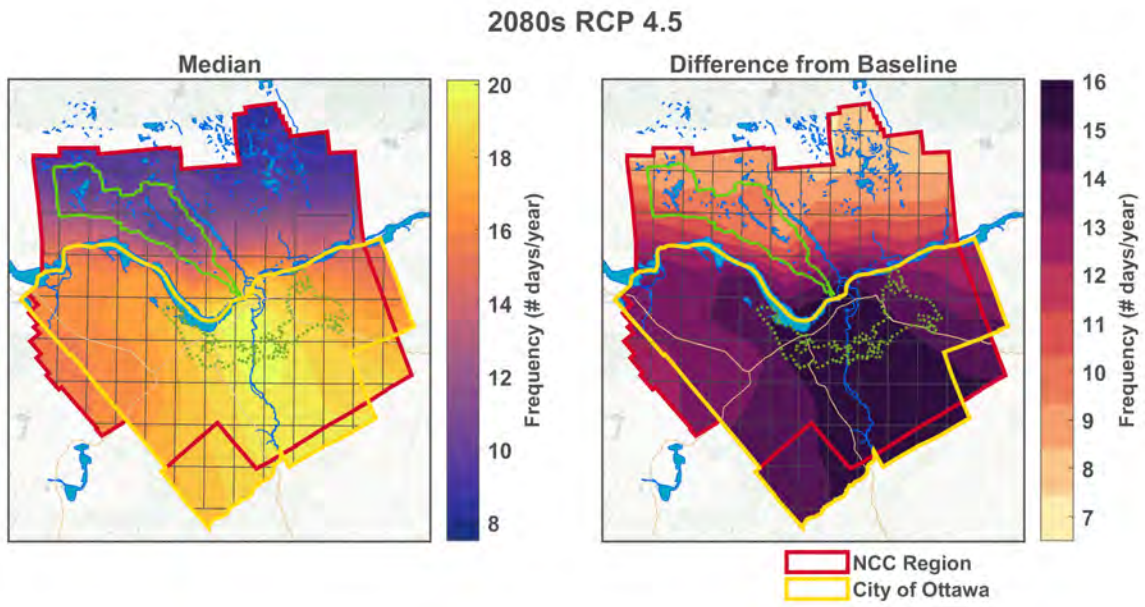 2080s RCP 4.5
Median
Difference from Baseline
20
18
16
14
12
10
8
Frequency (# days/year)
16
15
14
13
12
11
10
9
8
7
Frequency (# days/year)
NCC Region
City of Ottawa